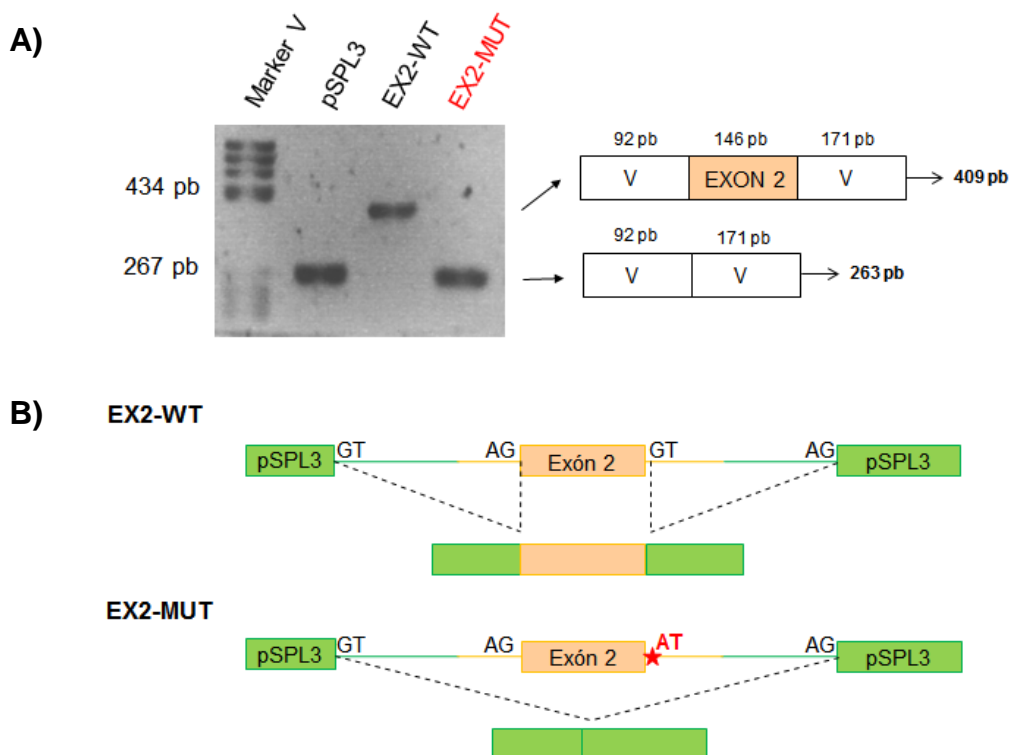 A)
Marker V
pSPL3
EX2-WT
EX2-MUT
434 pb
267 pb
92 pb 146 pb 171 pb
V EXON 2 V
409 pb
92 pb 171 pb
V V
263 pb
B)
EX2-WT
pSPL3 GT AG Exón 2 GT AG pSPL3
EX2-MUT
pSPL3 GT AG Exón 2 AT AG pSPL3